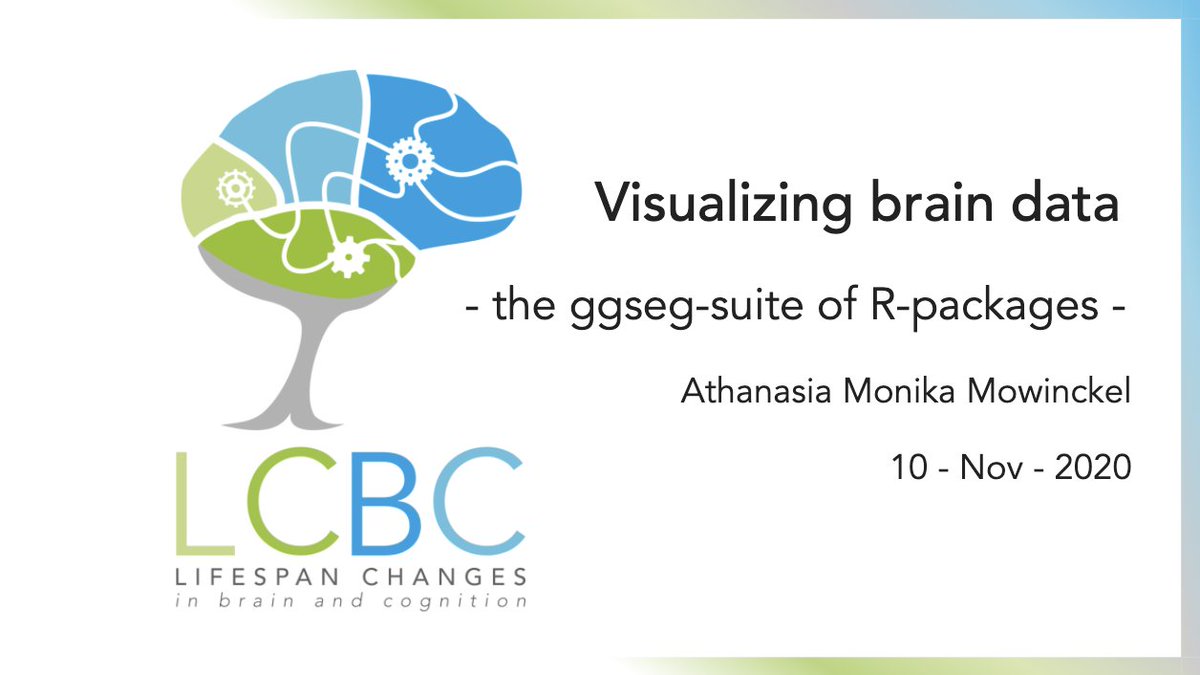 Visualizing brain data
- the ggseg-suite of R-packages -
Athanasia Monika Mowinckel
10 - Nov - 2020
LCBC
LIFESPAN CHANGES
in brain and cognition